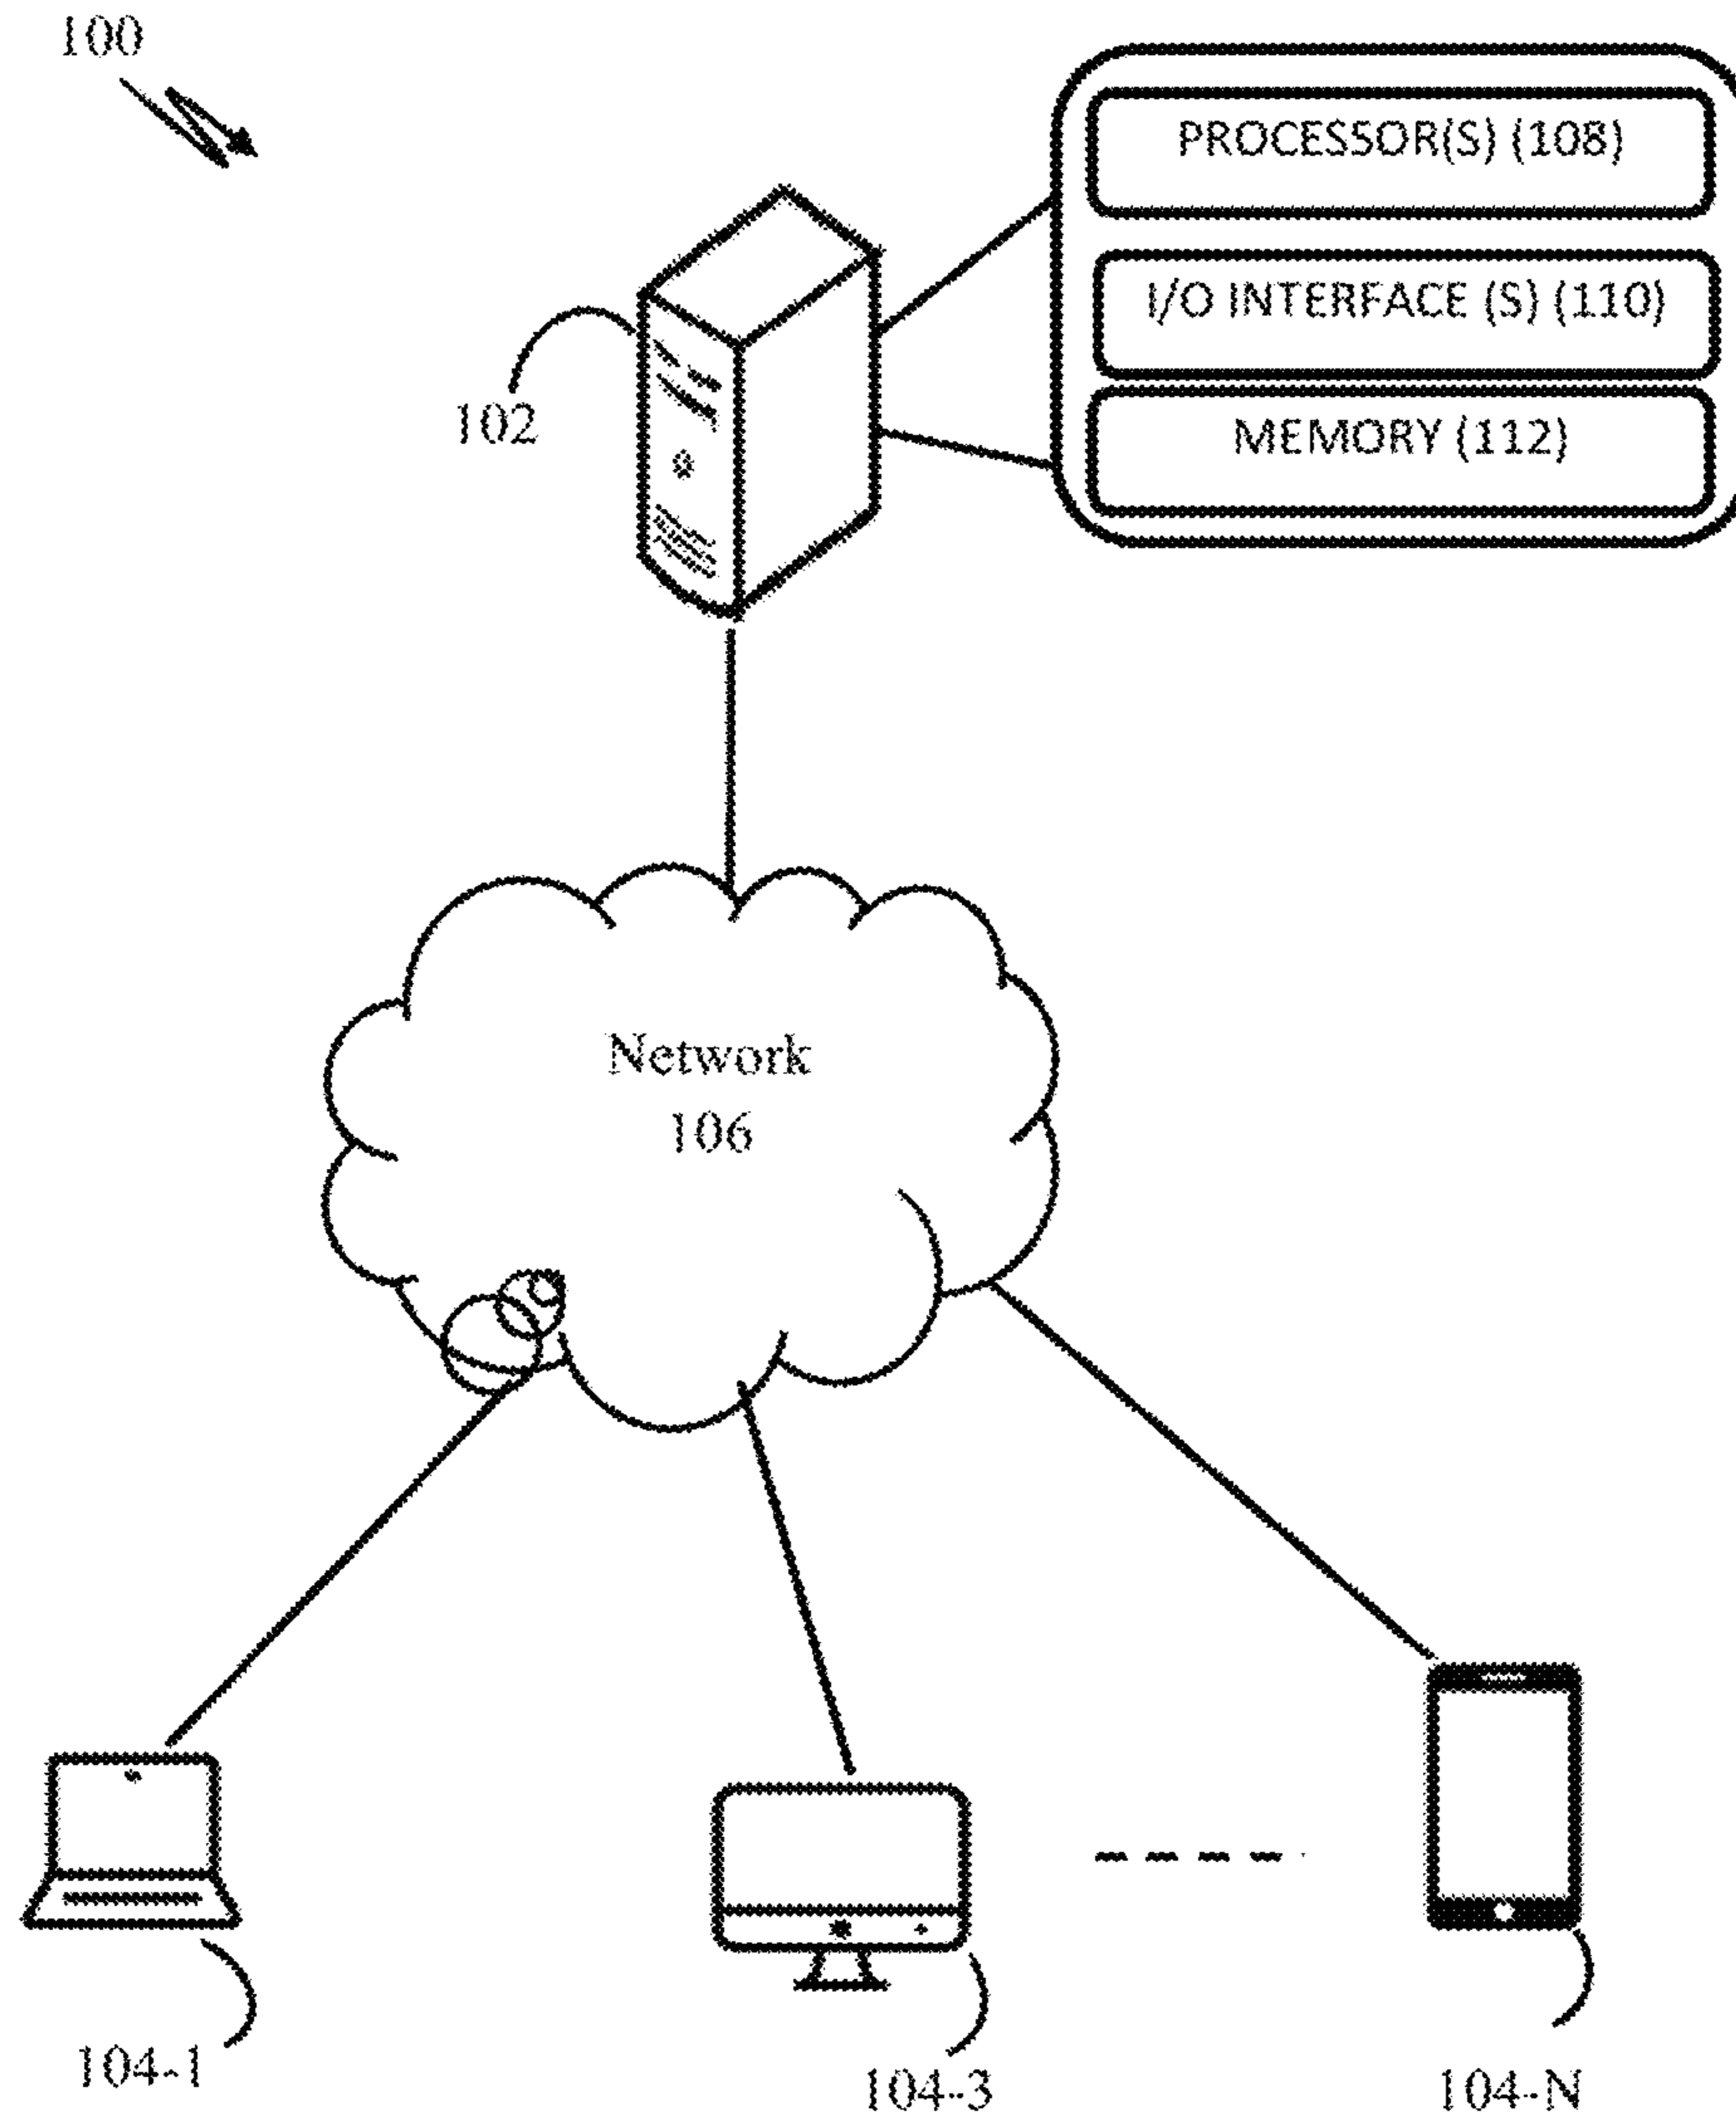 100
PROCESSOR(S) (108)
I/O INTERFACE (S) (110)
MEMORY (112)
102
Network
106
104-1
104-3
104-N